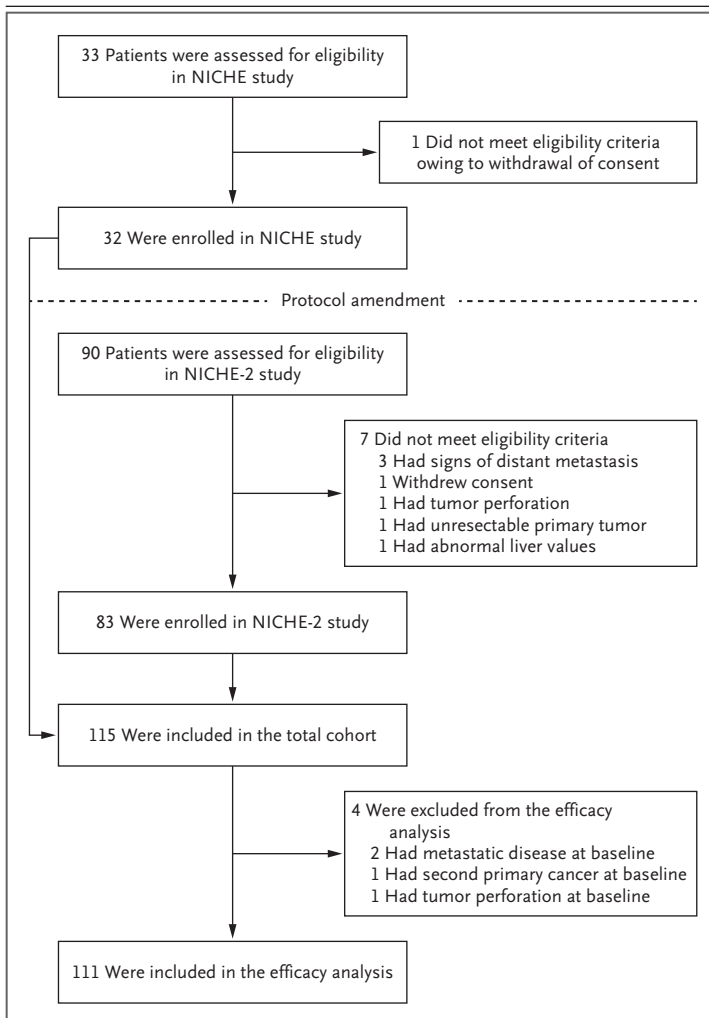 33 Patients were assessed for eligibility
in NICHE study
1 Did not meet eligibility criteria
owing to withdrawal of consent
32 Were enrolled in NICHE study
Protocol amendment
90 Patients were assessed for eligibility
in NICHE-2 study
7 Did not meet eligibility criteria
3 Had signs of distant metastasis
1 Withdrew consent
1 Had tumor perforation
1 Had unresectable primary tumor
1 Had abnormal liver values
83 Were enrolled in NICHE-2 study
115 Were included in the total cohort
4 Were excluded from the efficacy
analysis
2 Had metastatic disease at baseline
1 Had second primary cancer at baseline
1 Had tumor perforation at baseline
111 Were included in the efficacy analysis